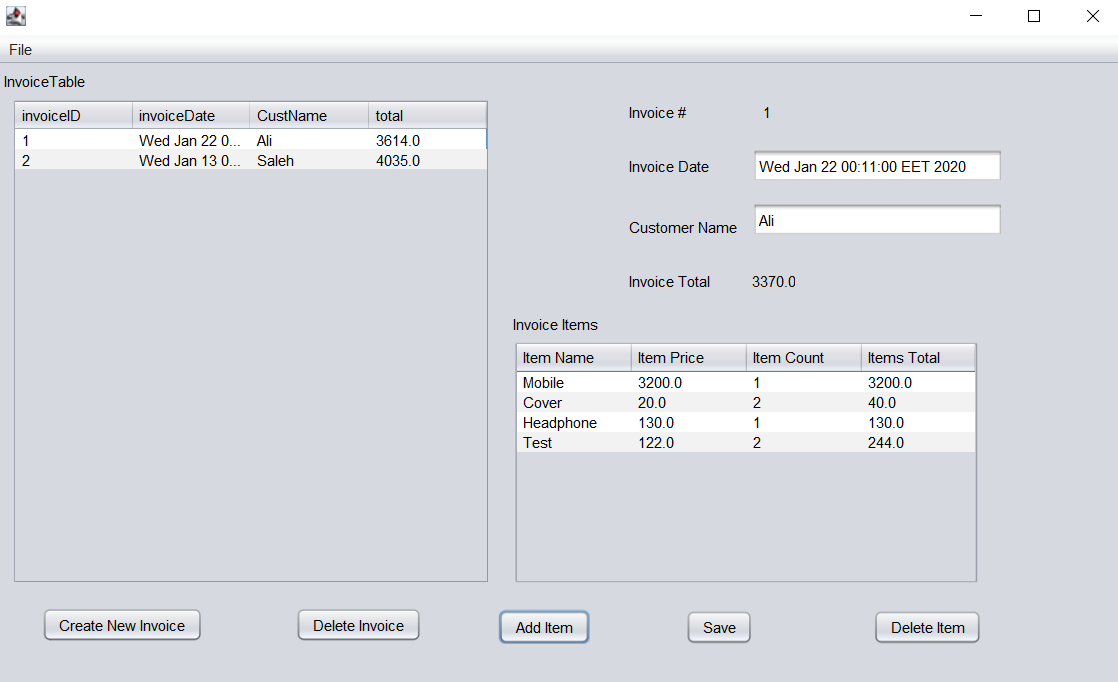 File
InvoiceTable
invoiceID invoiceDate CustName total
1 Wed Jan 22 0... Ali 3614.0
2 Wed Jan 13 0... Saleh 4035.0
Invoice # 1
Invoice Date Wed Jan 22 00:11:00 EET 2020
Customer Name Ali
Invoice Total 3370.0
Invoice Items
Item Name Item Price Item Count Items Total
Mobile 3200.0 1 3200.0
Cover 20.0 2 40.0
Headphone 130.0 1 130.0
Test 122.0 2 244.0
Create New Invoice Delete Invoice Add Item Save Delete Item